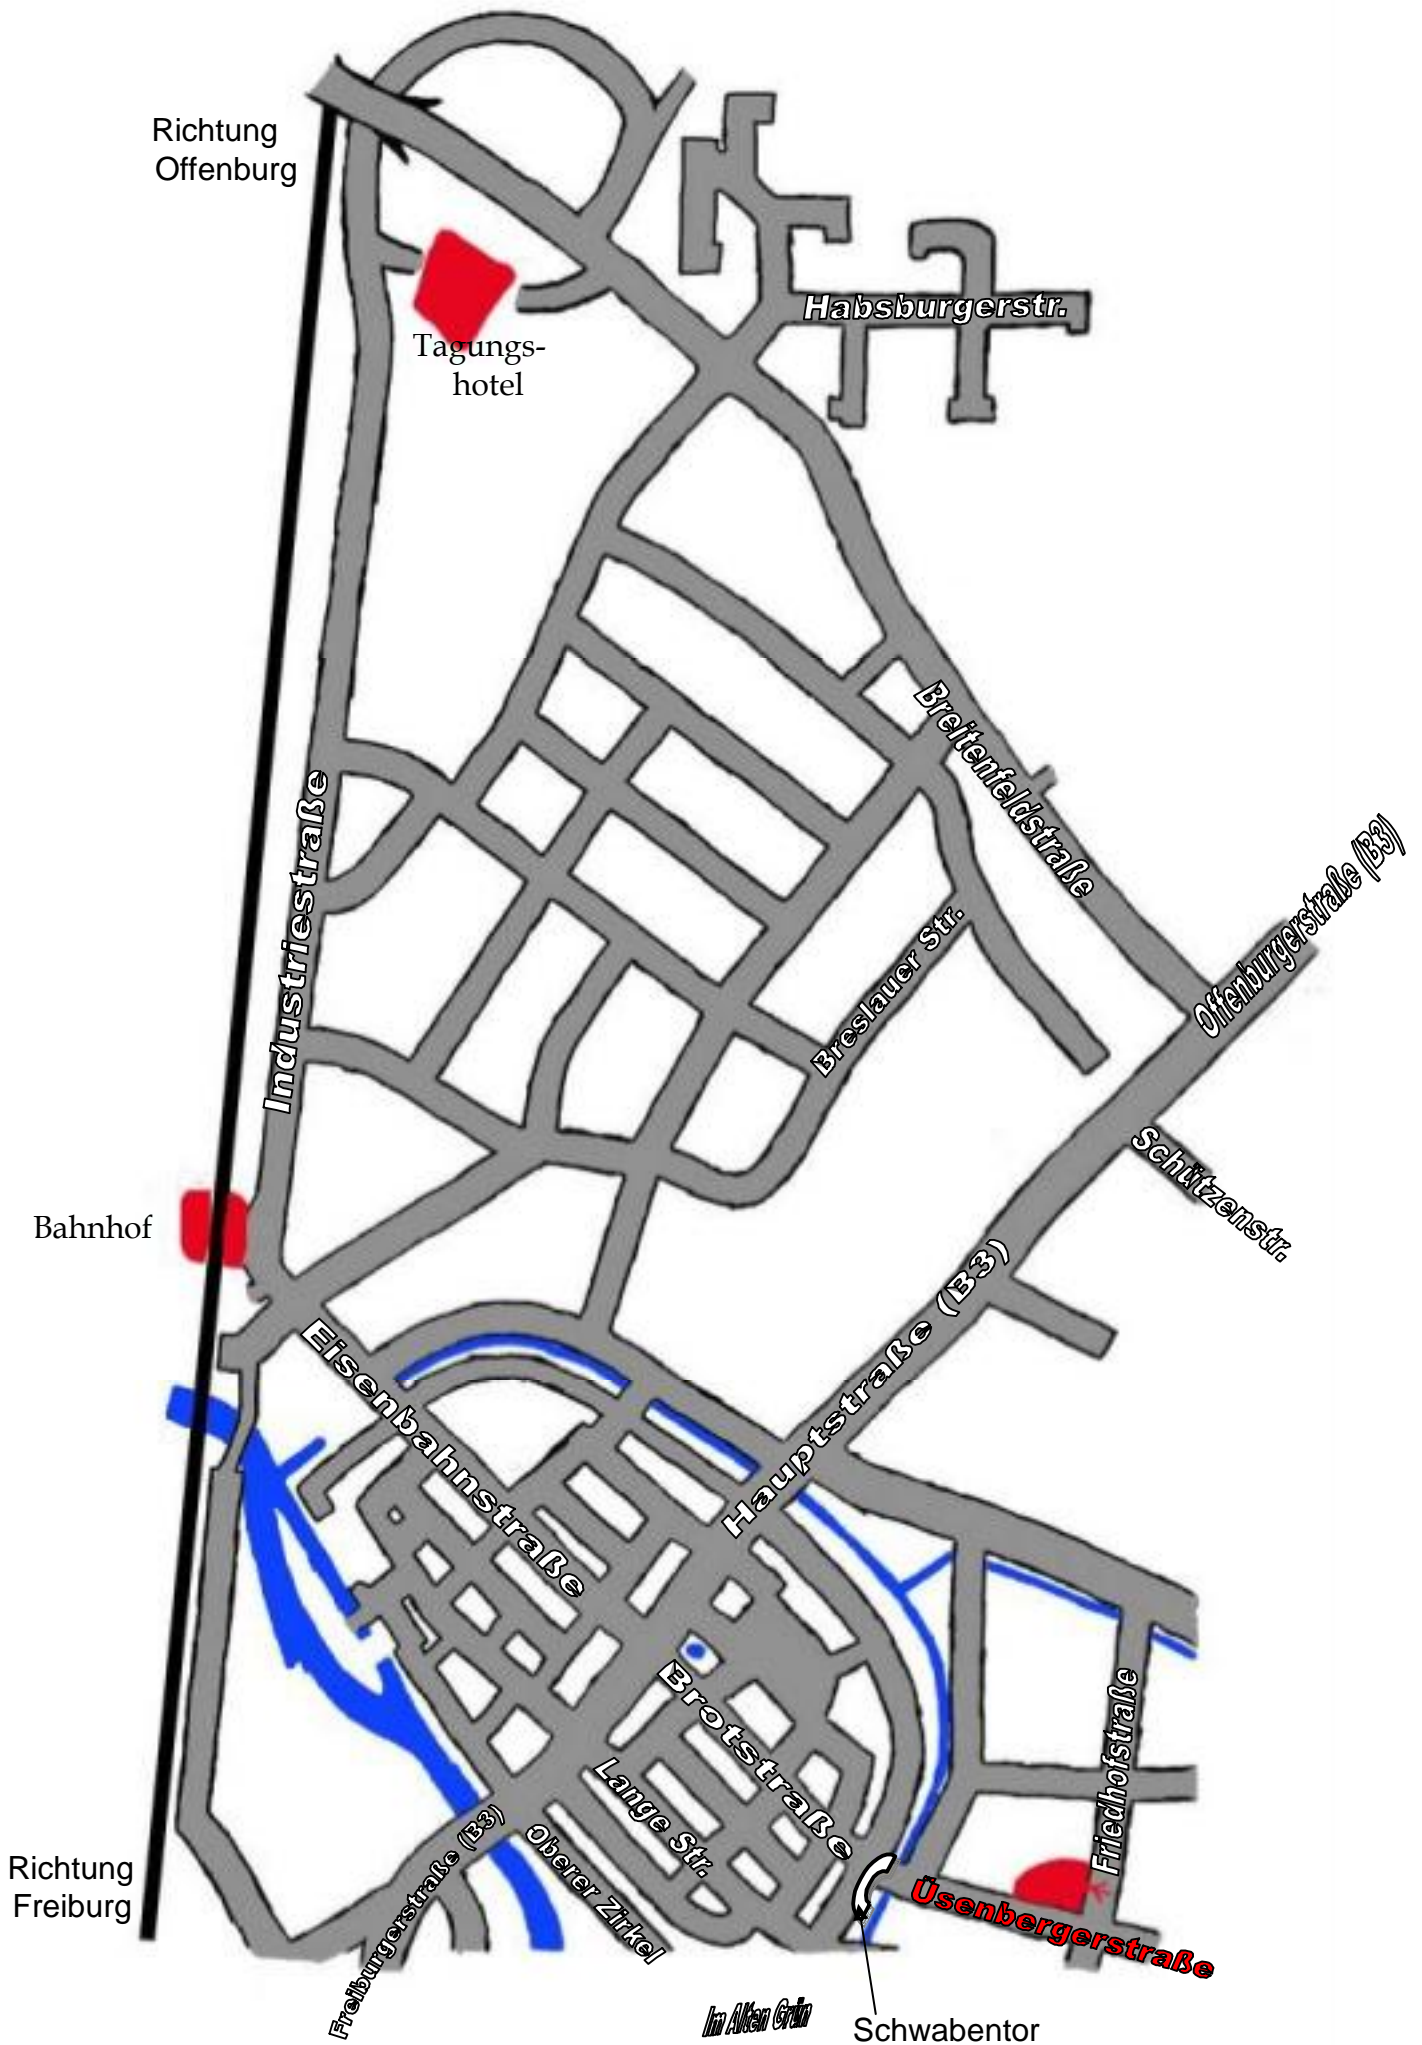 Richtung
Offenburg
Habsburgerstr.
Tagungs-
hotel
Breitenfeldstraße
Industriestraße
Offenburgerstraße (B3)
Breslauer Str.
Schützenstr.
Bahnhof
Hauptstraße (B3)
Eisenbahnstraße
Brotstraße
Friedhofstraße
Lange Str.
Richtung
Freiburg
Freiburgerstraße (B3)
Oberer Zirkel
Üsenbergerstraße
Im Alten Grün
Schwabentor